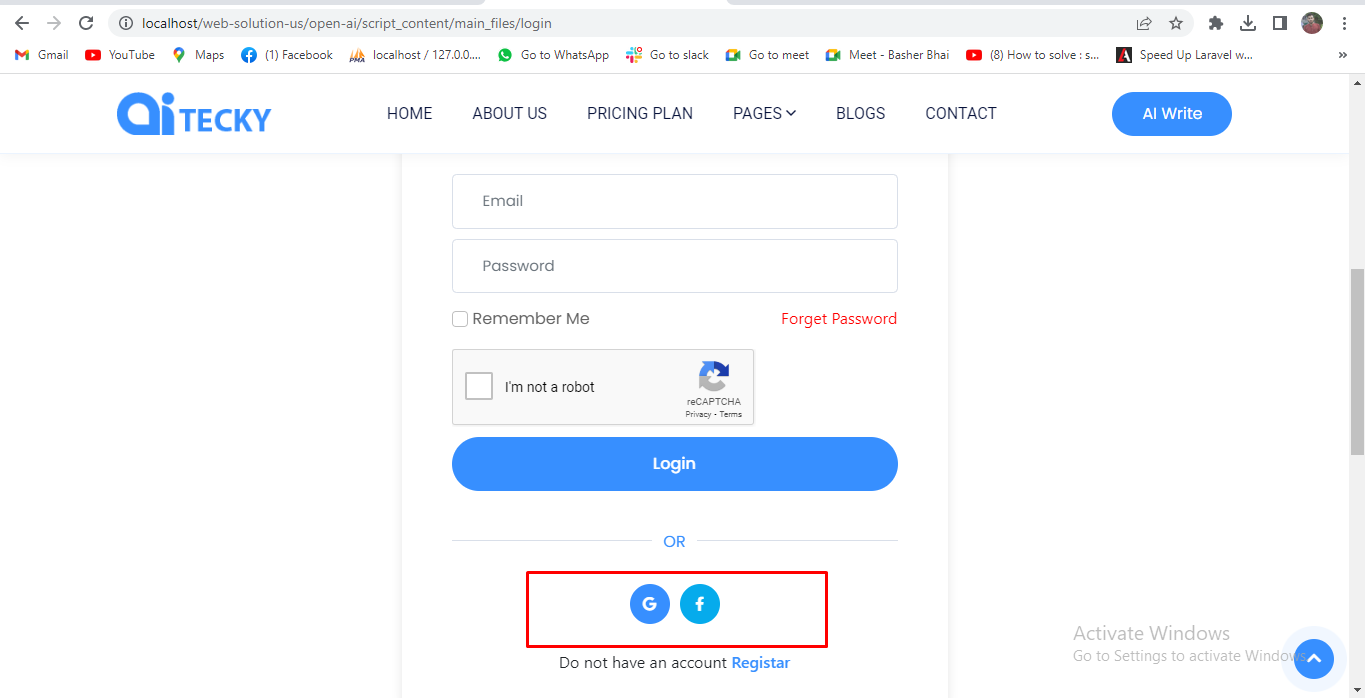 localhost/web-solution-us/open-ai/script_content/main_files/login
Gmail YouTube Maps (1) Facebook localhost / 127.0.0.... Go to WhatsApp Go to slack Go to meet Meet - Basher Bhai (8) How to solve : s... Speed Up Laravel w... »
ai TECKY HOME ABOUT US PRICING PLAN PAGES BLOGS CONTACT AI Write
Email
Password
Remember Me Forget Password
I'm not a robot
reCAPTCHA
Privacy - Terms
Login
OR
G f
Do not have an account Registar
Activate Windows
Go to Settings to activate Windows.